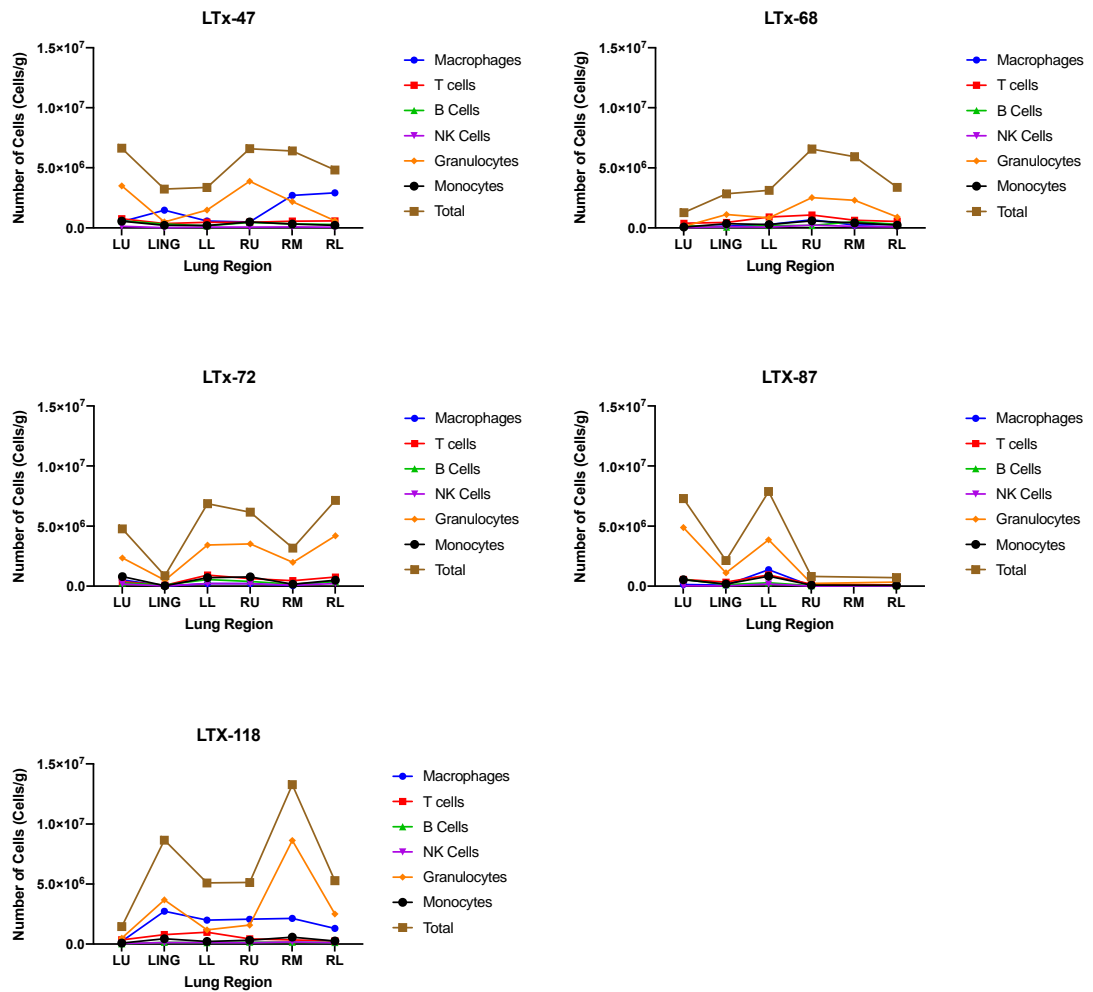 LTx-47
Number of Cells (Cells/g)
1.5×10⁷
1.0×10⁷
5.0×10⁶
0.0
LU LING LL RU RM RL
Lung Region
Macrophages
T cells
B Cells
NK Cells
Granulocytes
Monocytes
Total
LTx-68
Number of Cells (Cells/g)
1.5×10⁷
1.0×10⁷
5.0×10⁶
0.0
LU LING LL RU RM RL
Lung Region
Macrophages
T cells
B Cells
NK Cells
Granulocytes
Monocytes
Total
LTx-72
Number of Cells (Cells/g)
1.5×10⁷
1.0×10⁷
5.0×10⁶
0.0
LU LING LL RU RM RL
Lung Region
Macrophages
T cells
B Cells
NK Cells
Granulocytes
Monocytes
Total
LTX-87
Number of Cells (Cells/g)
1.5×10⁷
1.0×10⁷
5.0×10⁶
0.0
LU LING LL RU RM RL
Lung Region
Macrophages
T cells
B Cells
NK Cells
Granulocytes
Monocytes
Total
LTX-118
Number of Cells (Cells/g)
1.5×10⁷
1.0×10⁷
5.0×10⁶
0.0
LU LING LL RU RM RL
Lung Region
Macrophages
T cells
B Cells
NK Cells
Granulocytes
Monocytes
Total